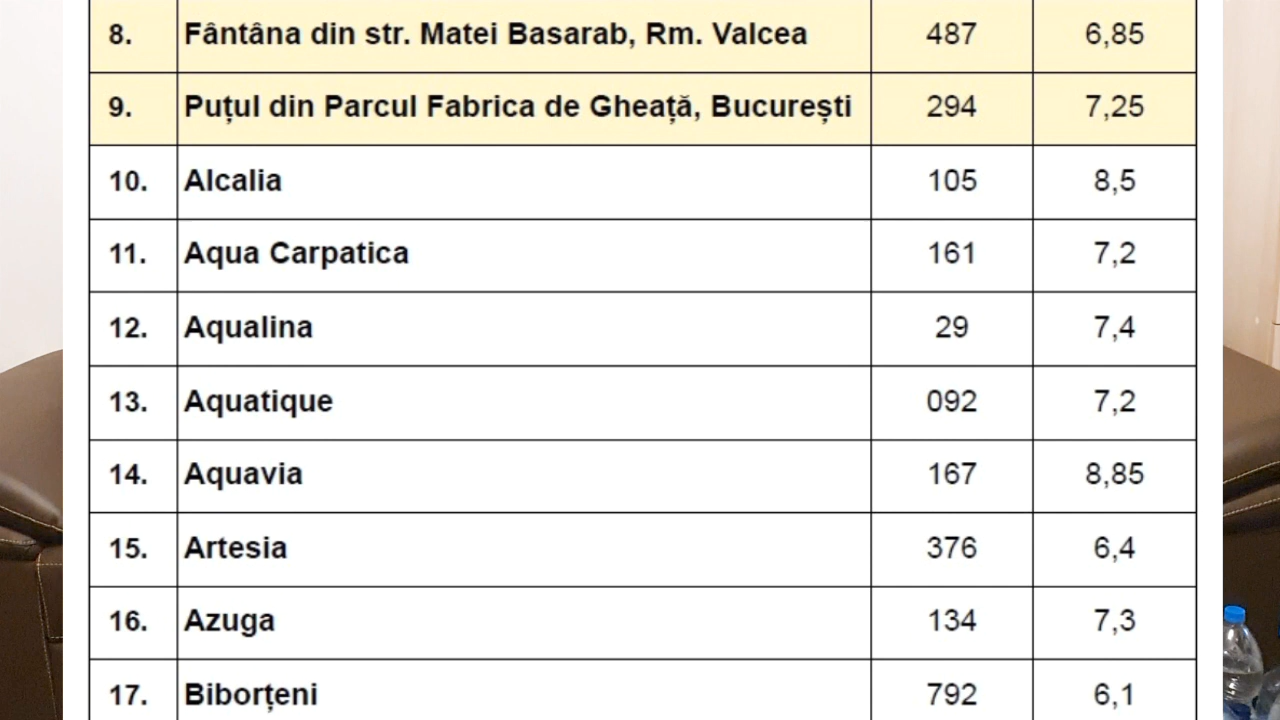 8. Fântâna din str. Matei Basarab, Rm. Valcea 487 6,85
9. Puțul din Parcul Fabrica de Gheață, București 294 7,25
10. Alcalia 105 8,5
11. Aqua Carpatica 161 7,2
12. Aqualina 29 7,4
13. Aquatique 092 7,2
14. Aquavia 167 8,85
15. Artesia 376 6,4
16. Azuga 134 7,3
17. Biborțeni 792 6,1